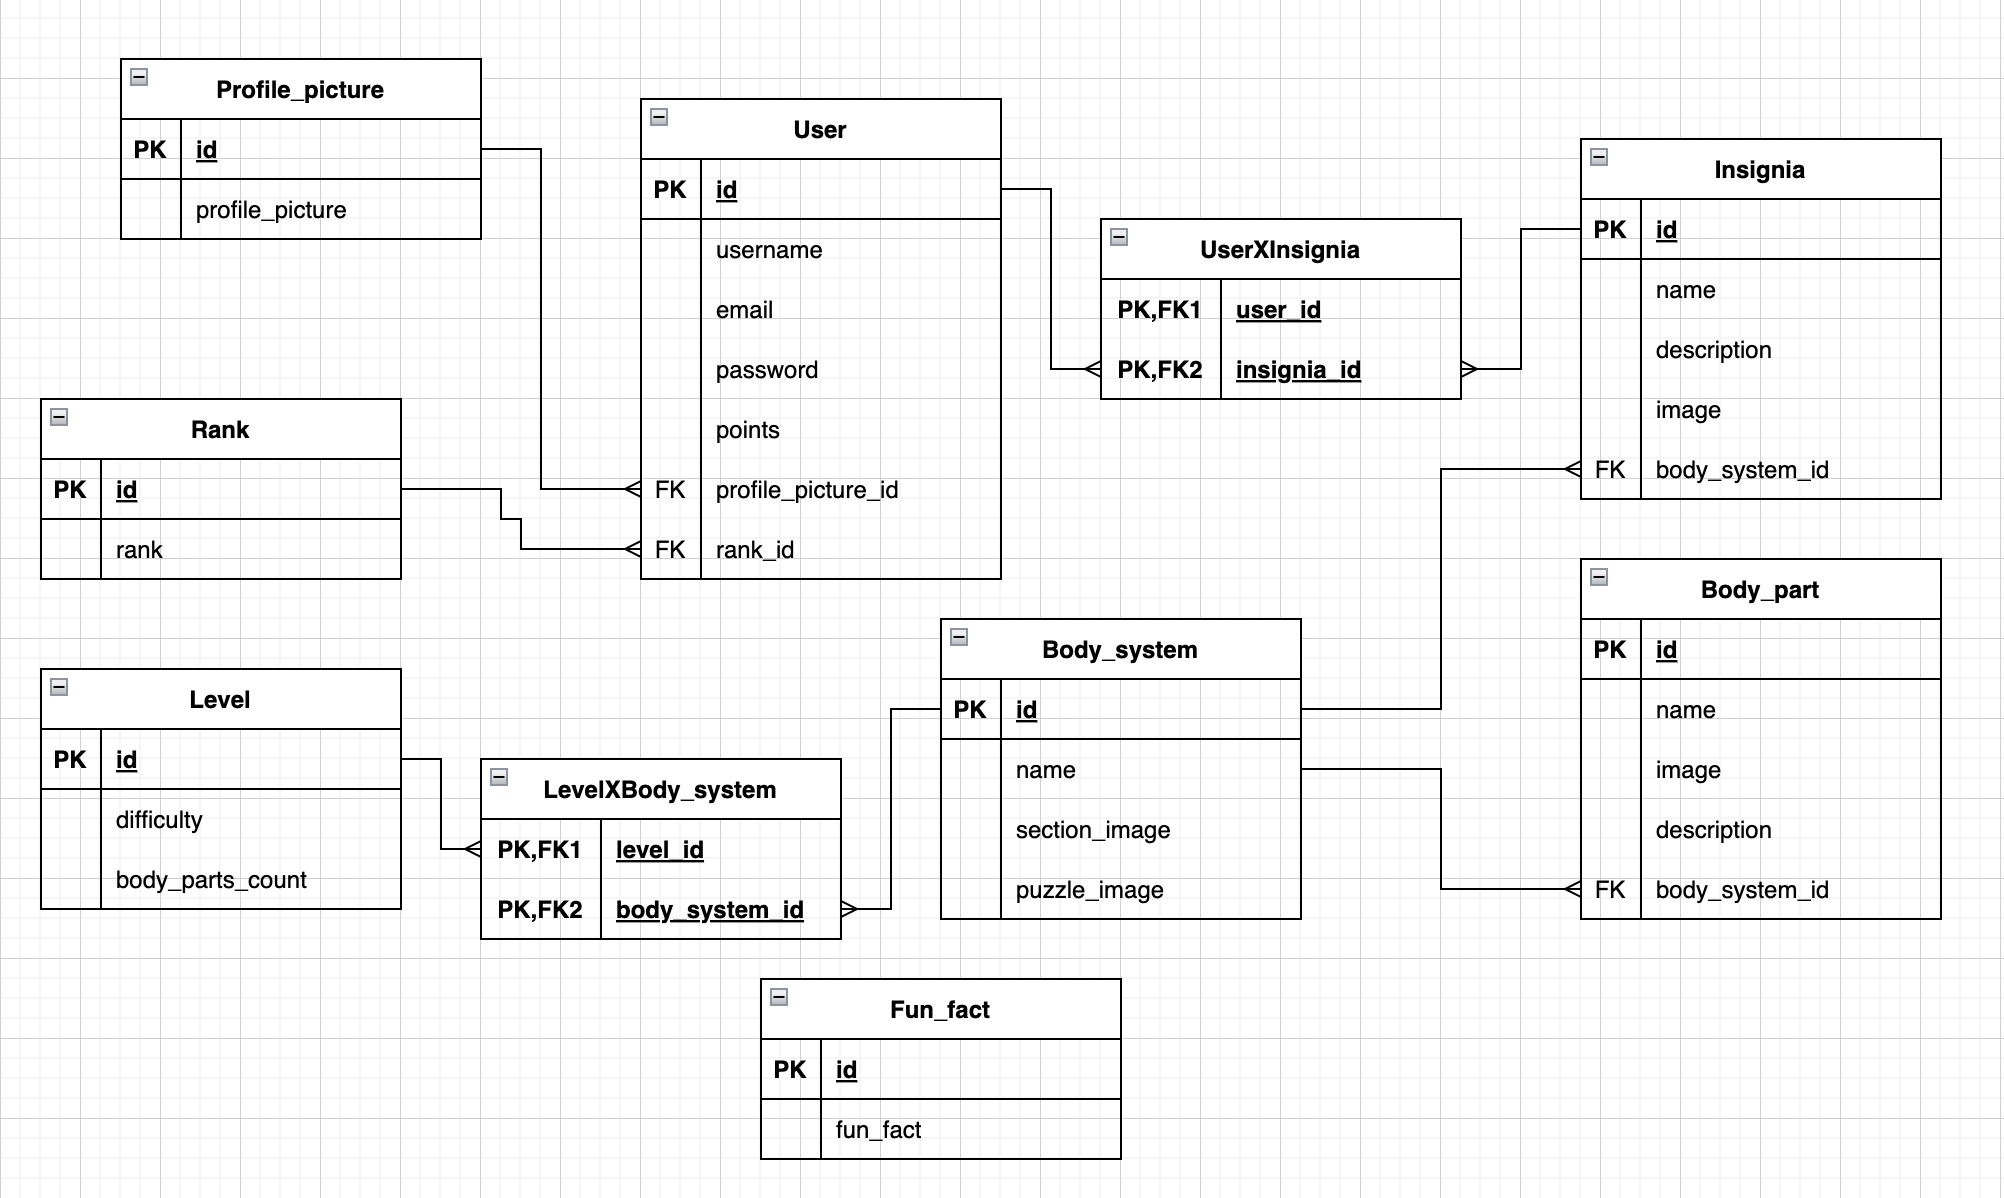 Profile_picture
PK id
profile_picture
User
PK id
username
email
password
points
FK profile_picture_id
FK rank_id
UserXInsignia
PK,FK1 user_id
PK,FK2 insignia_id
Insignia
PK id
name
description
image
FK body_system_id
Rank
PK id
rank
Body_part
PK id
name
image
description
FK body_system_id
Body_system
PK id
name
section_image
puzzle_image
Level
PK id
difficulty
body_parts_count
LevelXBody_system
PK,FK1 level_id
PK,FK2 body_system_id
Fun_fact
PK id
fun_fact